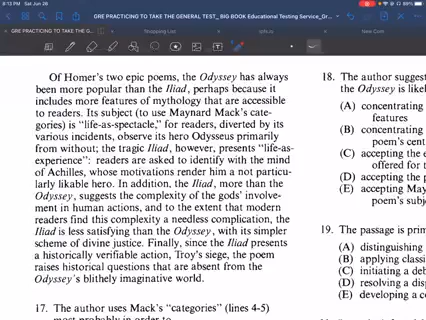 9:13 PM Sat Jun 26
89%
GRE PRACTICING TO TAKE THE GENERAL TEST_ BIG BOOK Educational Testing Service_Gr...
GRE PRACTICING TO TAKE THE G...
Shopping List
New Com
Of Homer's two epic poems, the Odyssey has always
been more popular than the Iliad, perhaps because it
includes more features of mythology that are accessible
to readers. Its subject (to use Maynard Mack's cate-
gories) is "life-as-spectacle," for readers, diverted by its
various incidents, observe its hero Odysseus primarily
from without; the tragic Iliad, however, presents "life-as-
experience": readers are asked to identify with the mind
of Achilles, whose motivations render him a not particu-
larly likable hero. In addition, the Iliad, more than the
Odyssey, suggests the complexity of the gods' involve-
ment in human actions, and to the extent that modern
readers find this complexity a needless complication, the
Iliad is less satisfying than the Odyssey, with its simpler
scheme of divine justice. Finally, since the Iliad presents
a historically verifiable action, Troy's siege, the poem
raises historical questions that are absent from the
Odyssey's blithely imaginative world.
17. The author uses Mack's "categories" (lines 4-5)
most probably in order to
18. The author suggest
the Odyssey is likel
(A) concentrating
features
(B) concentrating
poem's cent
(C) accepting the e
offered for t
(D) accepting the p
(E) accepting May
poem's subj
19. The passage is prim
(A) distinguishing
(B) applying classi
(C) initiating a deb
(D) resolving a disp
(E) developing a co